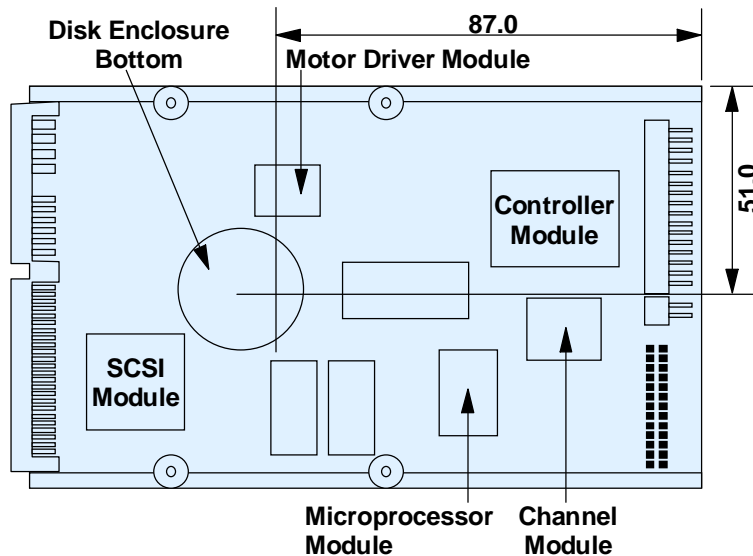 87.0
Disk Enclosure
Bottom
Motor Driver Module
51.0
Controller
Module
SCSI
Module
Microprocessor
Module
Channel
Module